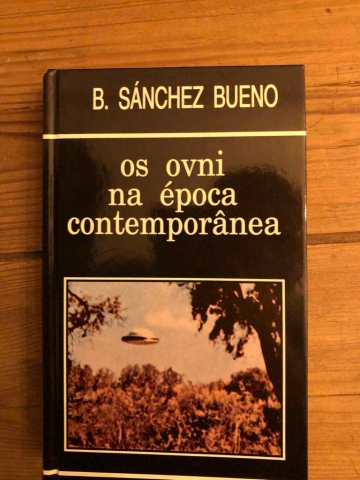 B. SÁNCHEZ BUENO
os ovni
na época
contemporânea